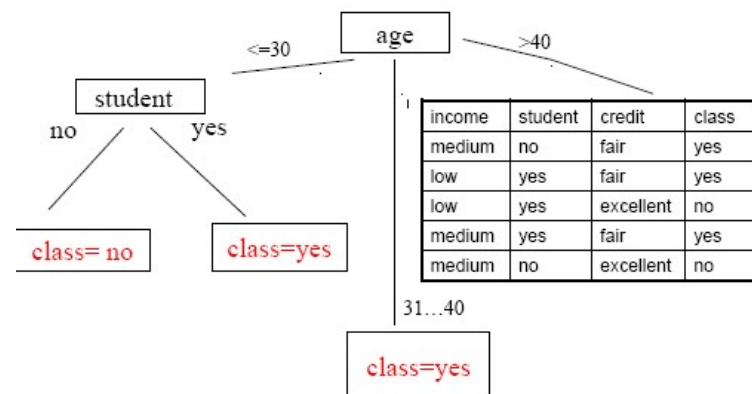 age
<=30
>40
student
no
yes
income student credit class
medium no fair yes
low yes fair yes
low yes excellent no
medium yes fair yes
medium no excellent no
class= no
class=yes
31…40
class=yes